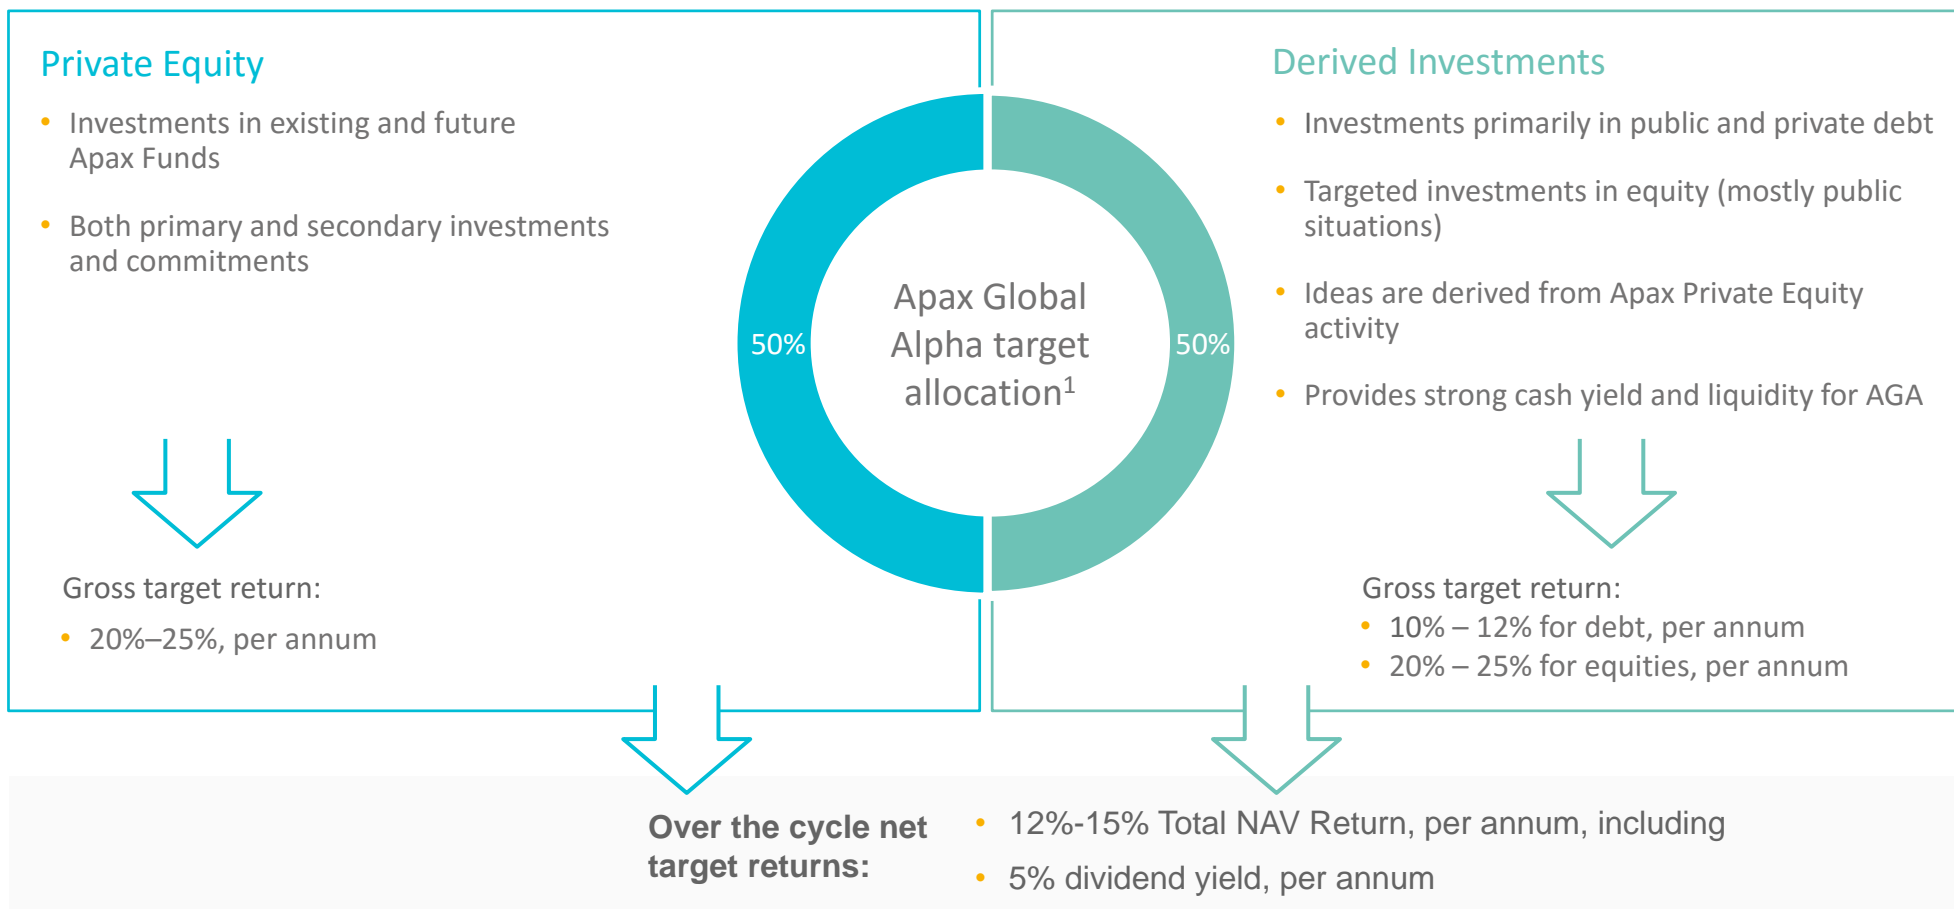 Private Equity
• Investments in existing and future
Apax Funds
• Both primary and secondary investments
and commitments
Gross target return:
• 20%–25%, per annum
50%
Apax Global
Alpha target
allocation¹
50%
Derived Investments
• Investments primarily in public and private debt
• Targeted investments in equity (mostly public
situations)
• Ideas are derived from Apax Private Equity
activity
• Provides strong cash yield and liquidity for AGA
Gross target return:
• 10% – 12% for debt, per annum
• 20% – 25% for equities, per annum
Over the cycle net
target returns:
• 12%-15% Total NAV Return, per annum, including
• 5% dividend yield, per annum